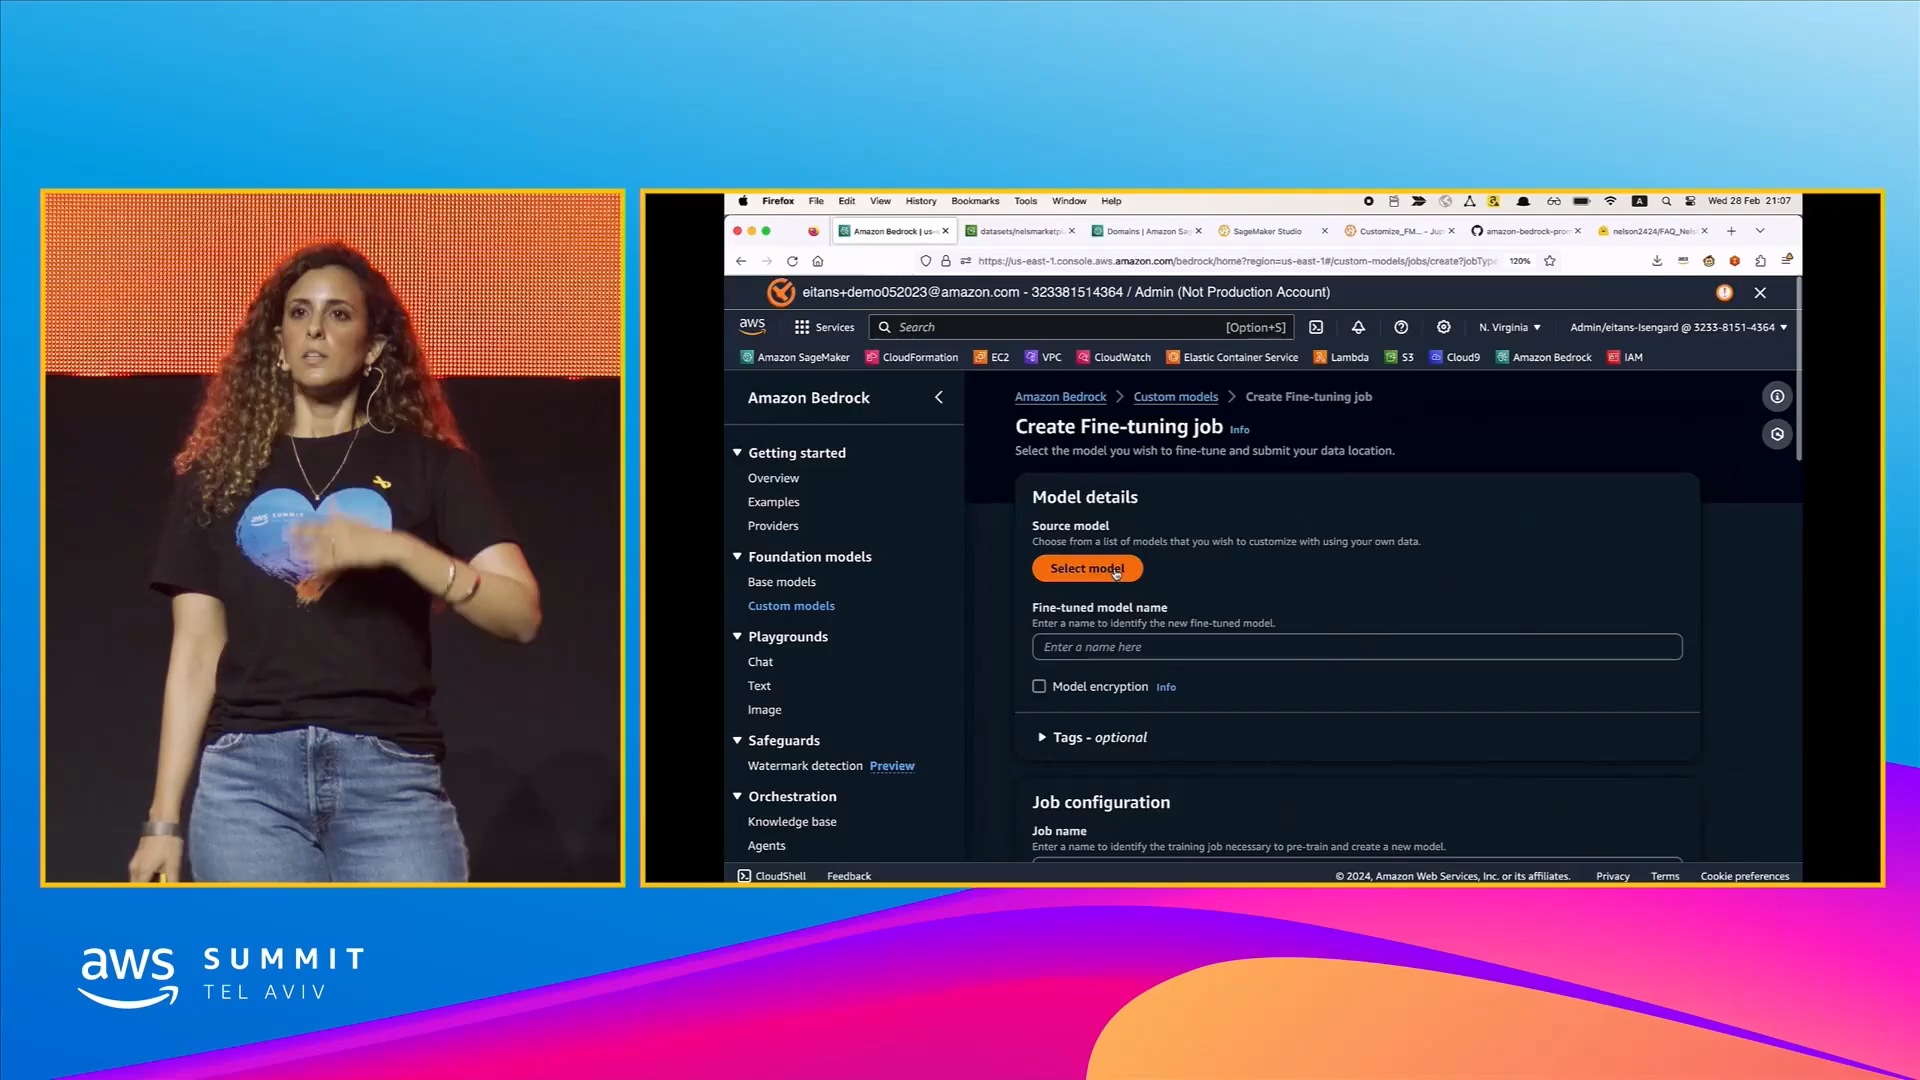 Firefox File Edit View History Bookmarks Tools Window Help A Wed 28 Feb 21:07
Amazon Bedrock | us- datasets/nelsmarketpl Domains | Amazon Sag SageMaker Studio Customize_FM... - Jup amazon-bedrock-pro nelson2424/FAQ_Nels
https://us-east-1.console.aws.amazon.com/bedrock/home?region=us-east-1#/custom-models/jobs/create?jobType 120%
eitans+demo052023@amazon.com - 323381514364 / Admin (Not Production Account)
aws Services Search [Option+S] N. Virginia Admin/eitans-Isengard @ 3233-8151-4364
Amazon SageMaker CloudFormation EC2 VPC CloudWatch Elastic Container Service Lambda S3 Cloud9 Amazon Bedrock IAM
Amazon Bedrock
Getting started
Overview
Examples
Providers
Foundation models
Base models
Custom models
Playgrounds
Chat
Text
Image
Safeguards
Watermark detection Preview
Orchestration
Knowledge base
Agents
Amazon Bedrock > Custom models > Create Fine-tuning job
Create Fine-tuning job Info
Select the model you wish to fine-tune and submit your data location.
Model details
Source model
Choose from a list of models that you wish to customize with using your own data.
Select model
Fine-tuned model name
Enter a name to identify the new fine-tuned model.
Enter a name here
Model encryption Info
Tags - optional
Job configuration
Job name
Enter a name to identify the training job necessary to pre-train and create a new model.
CloudShell Feedback © 2024, Amazon Web Services, Inc. or its affiliates. Privacy Terms Cookie preferences
aws SUMMIT
aws SUMMIT
TEL AVIV